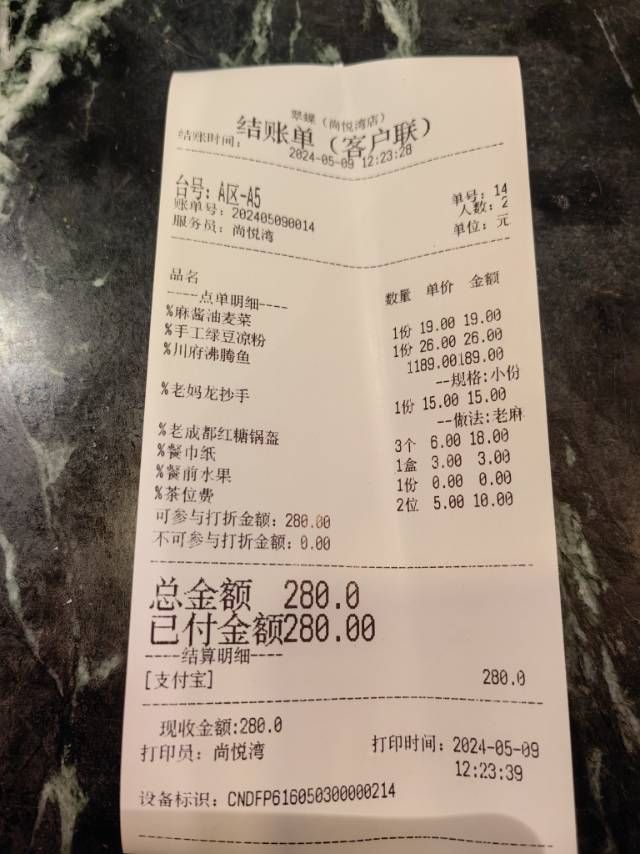 翠蝶（尚悦湾店）
结账单（客户联）
结账时间： 2024-05-09 12:23:28
台号：A区-A5 单号：14
账单号：202405090014 人数：2
服务员：尚悦湾 单位：元
品名 数量 单价 金额
----点单明细----
%麻酱油麦菜 1份 19.00 19.00
%手工绿豆凉粉 1份 26.00 26.00
%川府沸腾鱼 1189.00189.00
--规格:小份
%老妈龙抄手 1份 15.00 15.00
--做法:老麻
%老成都红糖锅盔 3个 6.00 18.00
%餐巾纸 1盒 3.00 3.00
%餐前水果 1份 0.00 0.00
%茶位费 2位 5.00 10.00
可参与打折金额：280.00
不可参与打折金额：0.00
总金额 280.0
已付金额280.00
----结算明细----
[支付宝] 280.0
现收金额:280.0
打印员：尚悦湾 打印时间：2024-05-09
12:23:39
设备标识：CNDFP616050300000214